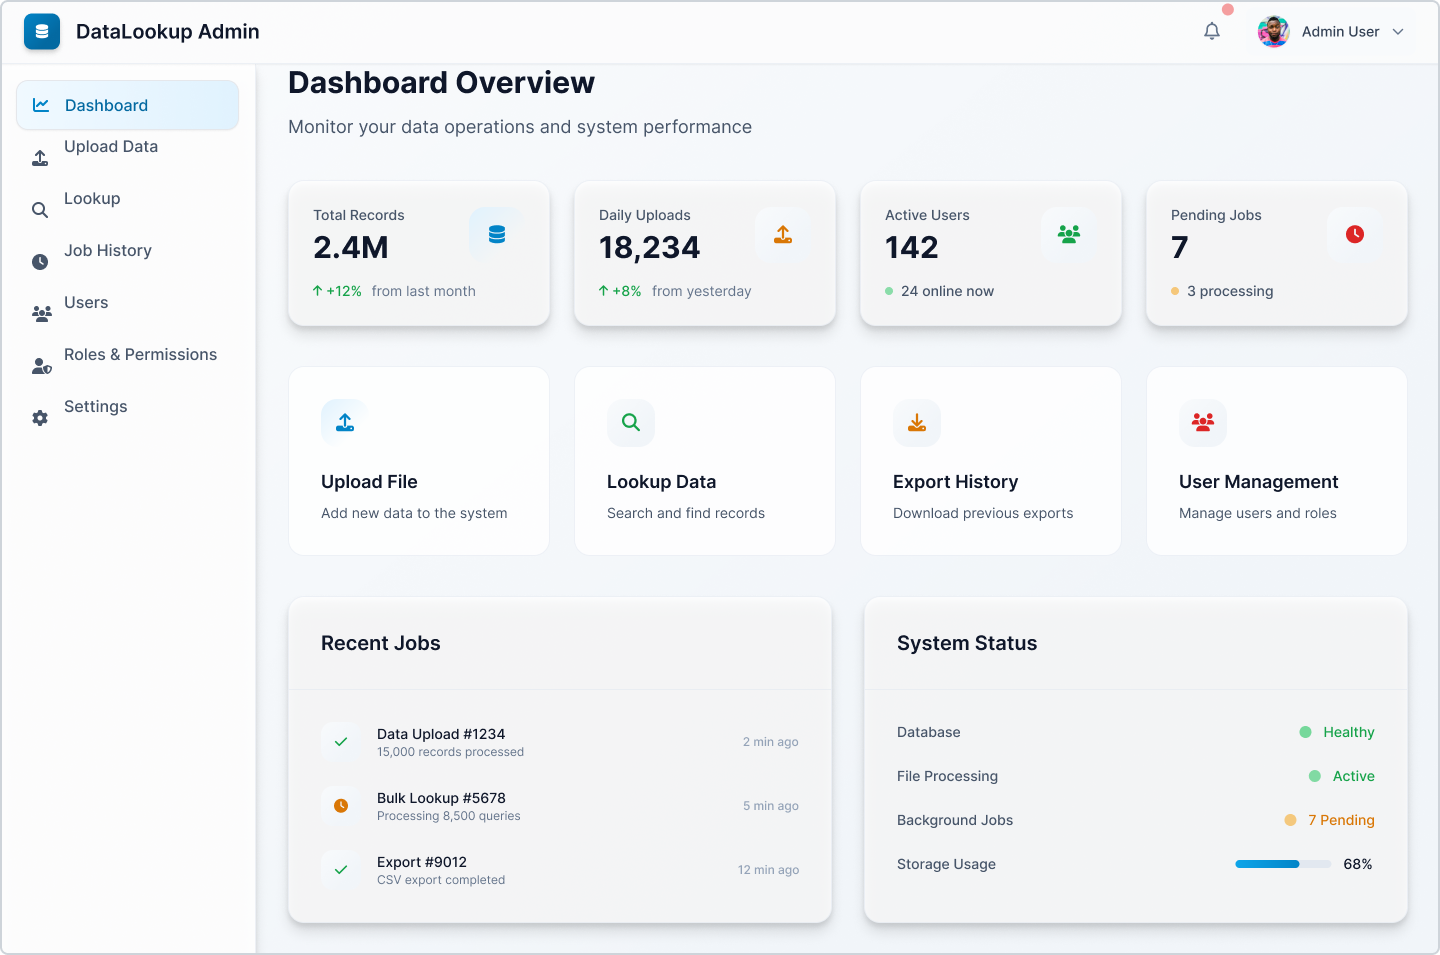 DataLookup Admin
Admin User
Dashboard
Upload Data
Lookup
Job History
Users
Roles & Permissions
Settings
Dashboard Overview
Monitor your data operations and system performance
Total Records
2.4M
+12% from last month
Daily Uploads
18,234
+8% from yesterday
Active Users
142
24 online now
Pending Jobs
7
3 processing
Upload File
Add new data to the system
Lookup Data
Search and find records
Export History
Download previous exports
User Management
Manage users and roles
Recent Jobs
Data Upload #1234
15,000 records processed
2 min ago
Bulk Lookup #5678
Processing 8,500 queries
5 min ago
Export #9012
CSV export completed
12 min ago
System Status
Database
Healthy
File Processing
Active
Background Jobs
7 Pending
Storage Usage
68%